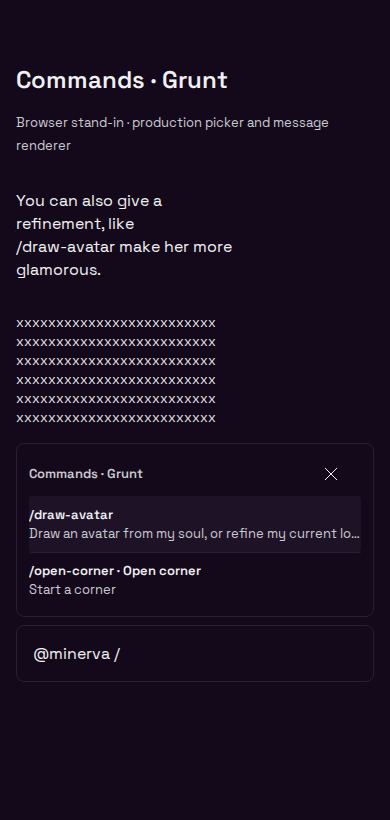 Commands · Grunt
Browser stand-in · production picker and message
renderer
You can also give a
refinement, like
/draw-avatar make her more
glamorous.
xxxxxxxxxxxxxxxxxxxxxxxxx
xxxxxxxxxxxxxxxxxxxxxxxxx
xxxxxxxxxxxxxxxxxxxxxxxxx
xxxxxxxxxxxxxxxxxxxxxxxxx
xxxxxxxxxxxxxxxxxxxxxxxxx
xxxxxxxxxxxxxxxxxxxxxxxxx
Commands · Grunt
/draw-avatar
Draw an avatar from my soul, or refine my current lo…
/open-corner · Open corner
Start a corner
@minerva /